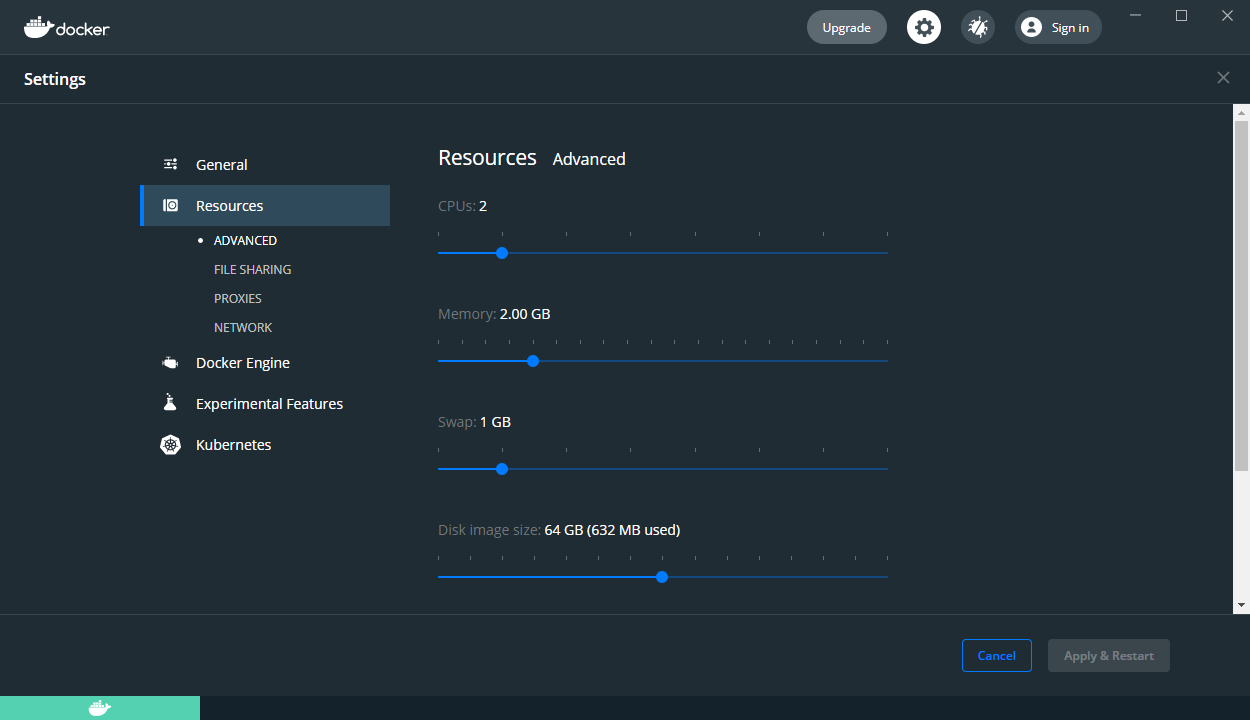 docker
Upgrade
Sign in
Settings
General
Resources
ADVANCED
FILE SHARING
PROXIES
NETWORK
Docker Engine
Experimental Features
Kubernetes
Resources Advanced
CPUs: 2
Memory: 2.00 GB
Swap: 1 GB
Disk image size: 64 GB (632 MB used)
Cancel
Apply & Restart